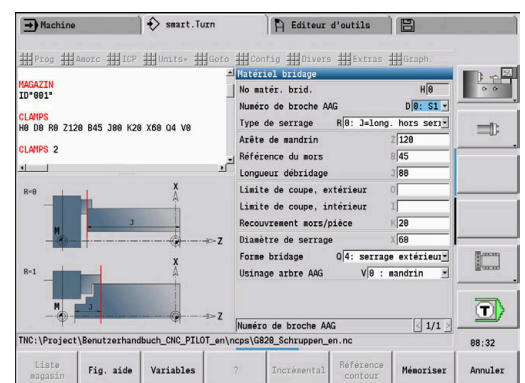 Machine
smart.Turn
Editeur d'outils
Prog Amorc ICP Units» Goto Config Divers Extras Graph.
MAGAZIN
ID"001"
CLAMPS
H0 D0 R0 Z120 B45 J80 K20 X60 Q4 V0
CLAMPS 2
Matériel bridage
No matér. brid. H 0
Numéro de broche AAG D 0: S1
Type de serrage R 0: J=long. hors serr
Arête de mandrin Z 120
Référence du mors B 45
Longueur débridage J 80
Limite de coupe, extérieur O
Limite de coupe, intérieur I
Recouvrement mors/pièce K 20
Diamètre de serrage X 60
Forme bridage Q 4: serrage extérieur
Usinage arbre AAG V 0 : mandrin
R=0
X
J
M
Z
R=1
X
M
J
Z
Numéro de broche AAG 1/1
T
TNC:\Project\Benutzerhandbuch_CNC_PILOT_en\ncps\G820_Schruppen_en.nc
08:32
Liste magasin
Fig. aide
Variables
?
Incrémental
Référence contour
Mémoriser
Annuler